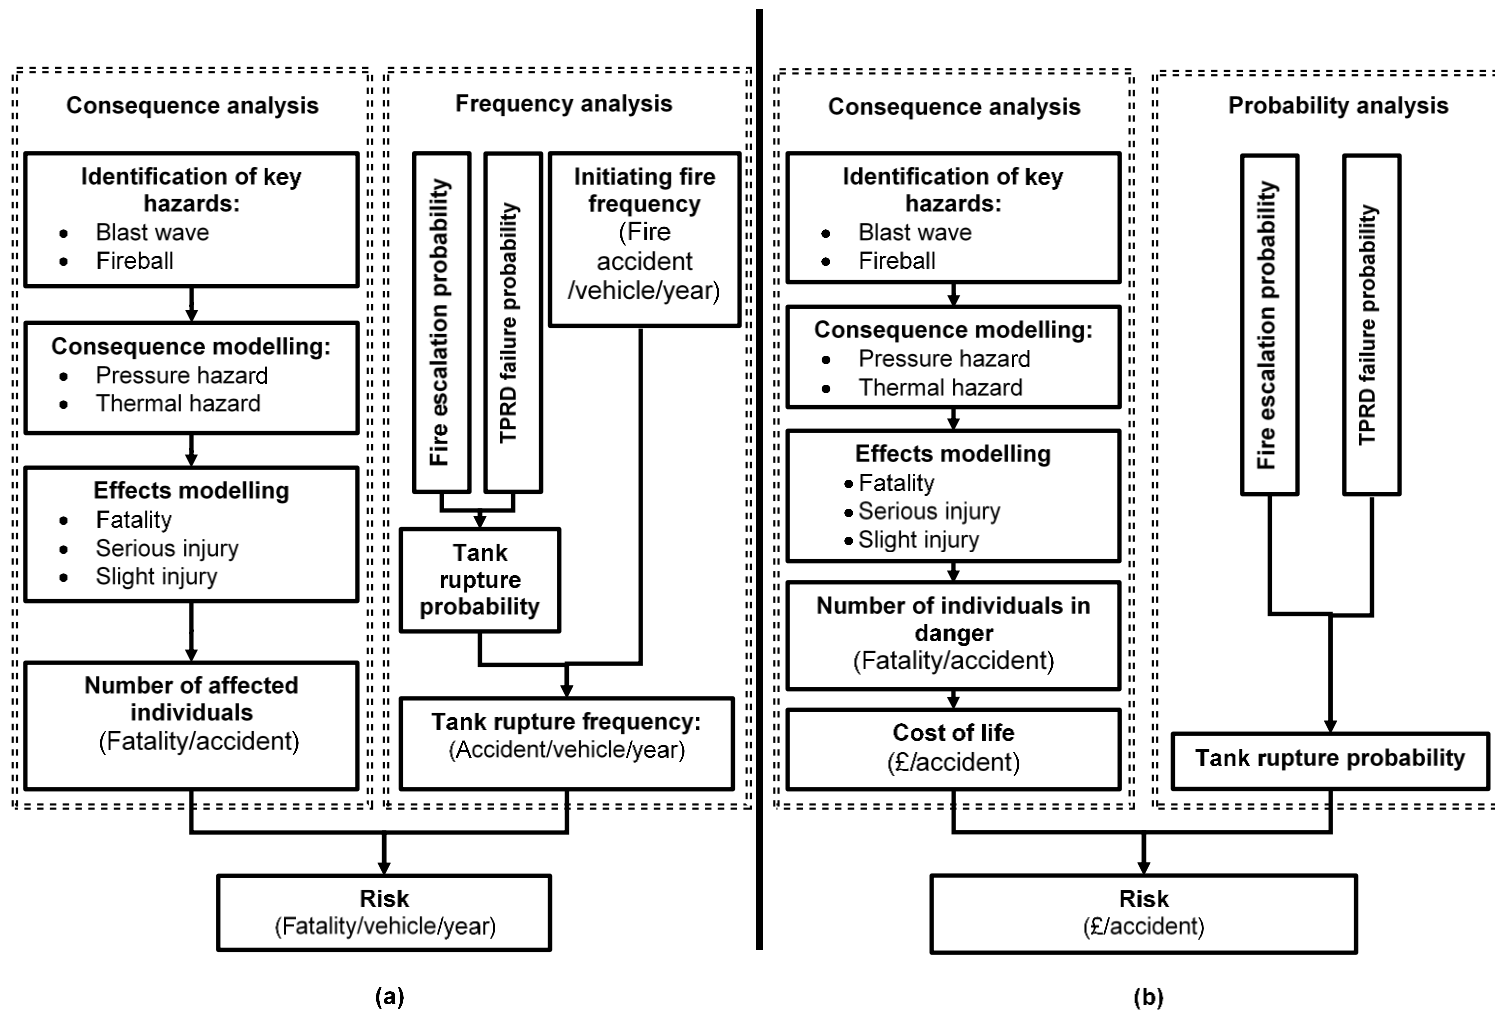 Consequence analysis
Identification of key
hazards:
• Blast wave
• Fireball
Consequence modelling:
• Pressure hazard
• Thermal hazard
Effects modelling
• Fatality
• Serious injury
• Slight injury
Number of affected
individuals
(Fatality/accident)
Frequency analysis
Fire escalation probability
TPRD failure probability
Initiating fire
frequency
(Fire
accident
/vehicle/year)
Tank
rupture
probability
Tank rupture frequency:
(Accident/vehicle/year)
Risk
(Fatality/vehicle/year)
(a)
Consequence analysis
Identification of key
hazards:
• Blast wave
• Fireball
Consequence modelling:
• Pressure hazard
• Thermal hazard
Effects modelling
• Fatality
• Serious injury
• Slight injury
Number of individuals in
danger
(Fatality/accident)
Cost of life
(£/accident)
Probability analysis
Fire escalation probability
TPRD failure probability
Tank rupture probability
Risk
(£/accident)
(b)